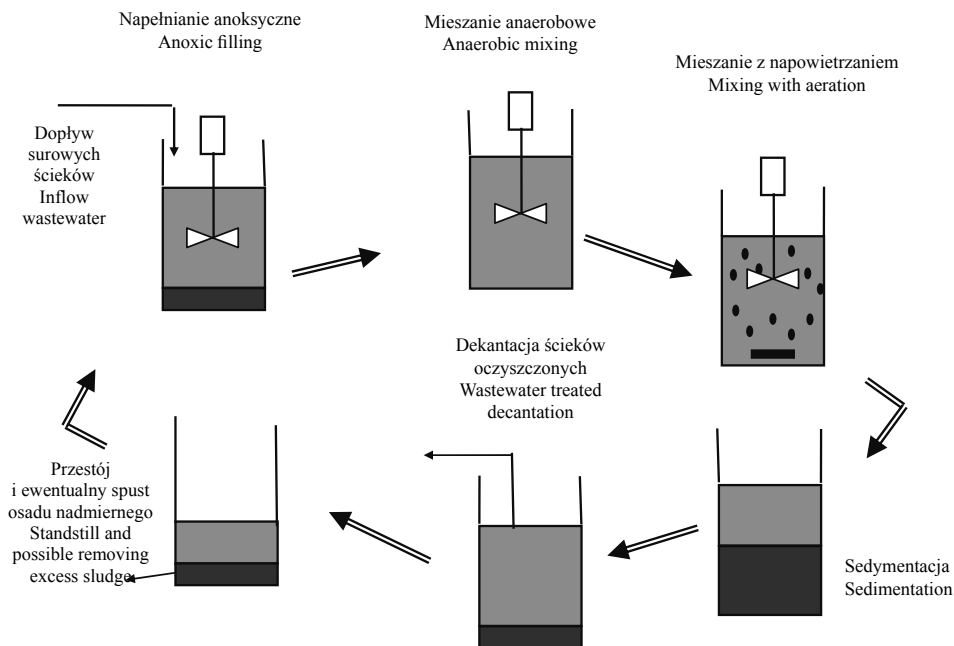 Napełnianie anoksyczne
Anoxic filling
Mieszanie anaerobowe
Anaerobic mixing
Mieszanie z napowietrzaniem
Mixing with aeration
Dopływ
surowych
ścieków
Inflow
wastewater
Dekantacja ścieków
oczyszczonych
Wastewater treated
decantation
Przestój
i ewentualny spust
osadu nadmiernego
Standstill and
possible removing
excess sludge
Sedymentacja
Sedimentation